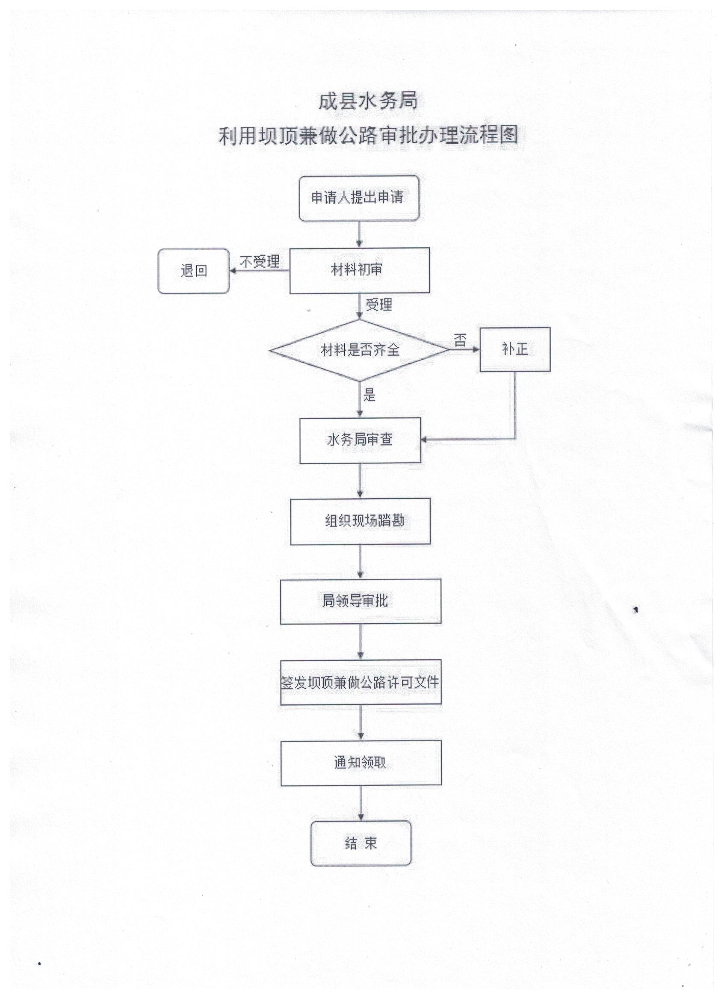 成县水务局
利用坝顶兼做公路审批办理流程图
申请人提出申请
退回
不受理
材料初审
受理
材料是否齐全
否
补正
是
水务局审查
组织现场踏勘
局领导审批
签发坝顶兼做公路许可文件
通知领取
结 束